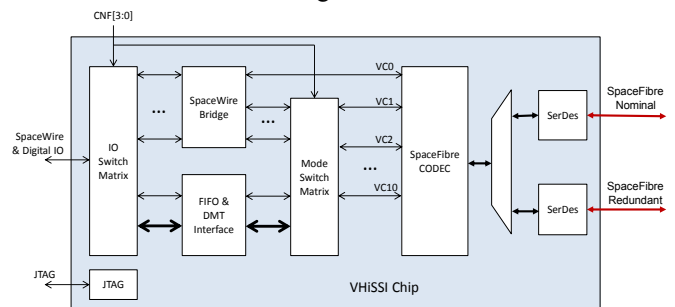 CNF[3:0]
VC0
SpaceFibre
Nominal
SpaceWire
Bridge
...
...
VC1
SerDes
SpaceWire
& Digital IO
IO
Switch
Matrix
Mode
Switch
Matrix
VC2
...
VC10
SpaceFibre
CODEC
FIFO &
DMT
Interface
SerDes
SpaceFibre
Redundant
JTAG
JTAG
VHiSSI Chip